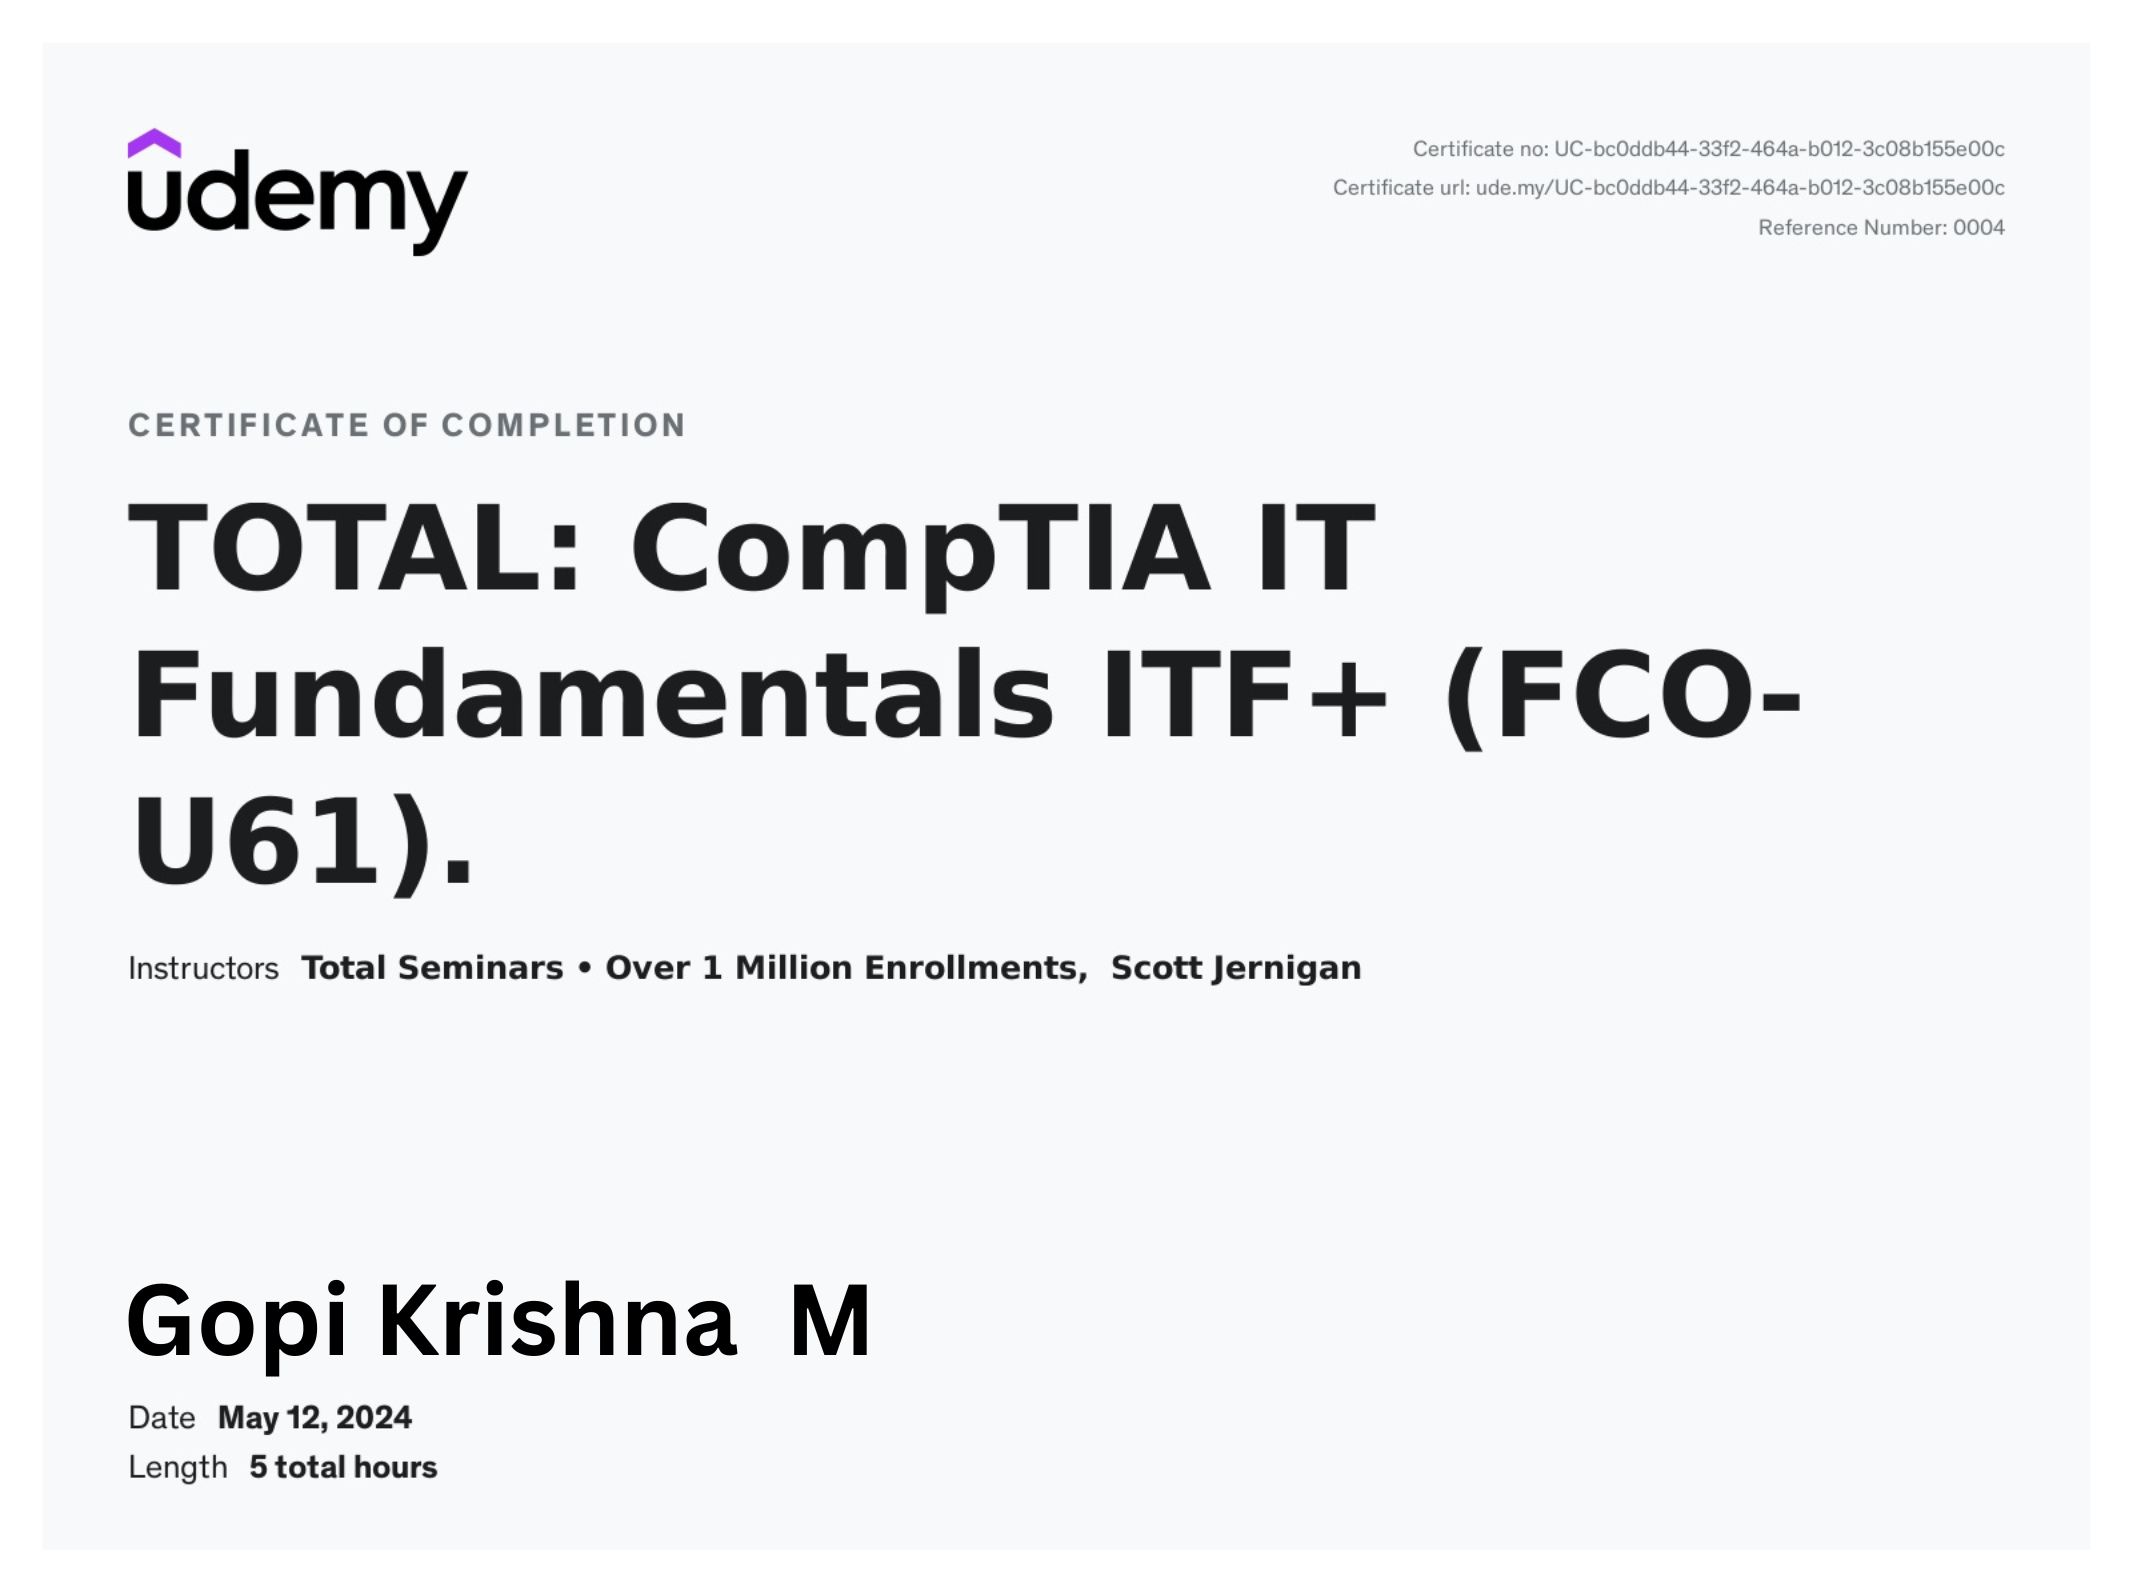 udemy
Certificate no: UC-bc0ddb44-33f2-464a-b012-3c08b155e00c
Certificate url: ude.my/UC-bc0ddb44-33f2-464a-b012-3c08b155e00c
Reference Number: 0004
CERTIFICATE OF COMPLETION
TOTAL: CompTIA IT
Fundamentals ITF+ (FCO-
U61).
Instructors Total Seminars • Over 1 Million Enrollments, Scott Jernigan
Gopi Krishna M
Date May 12, 2024
Length 5 total hours